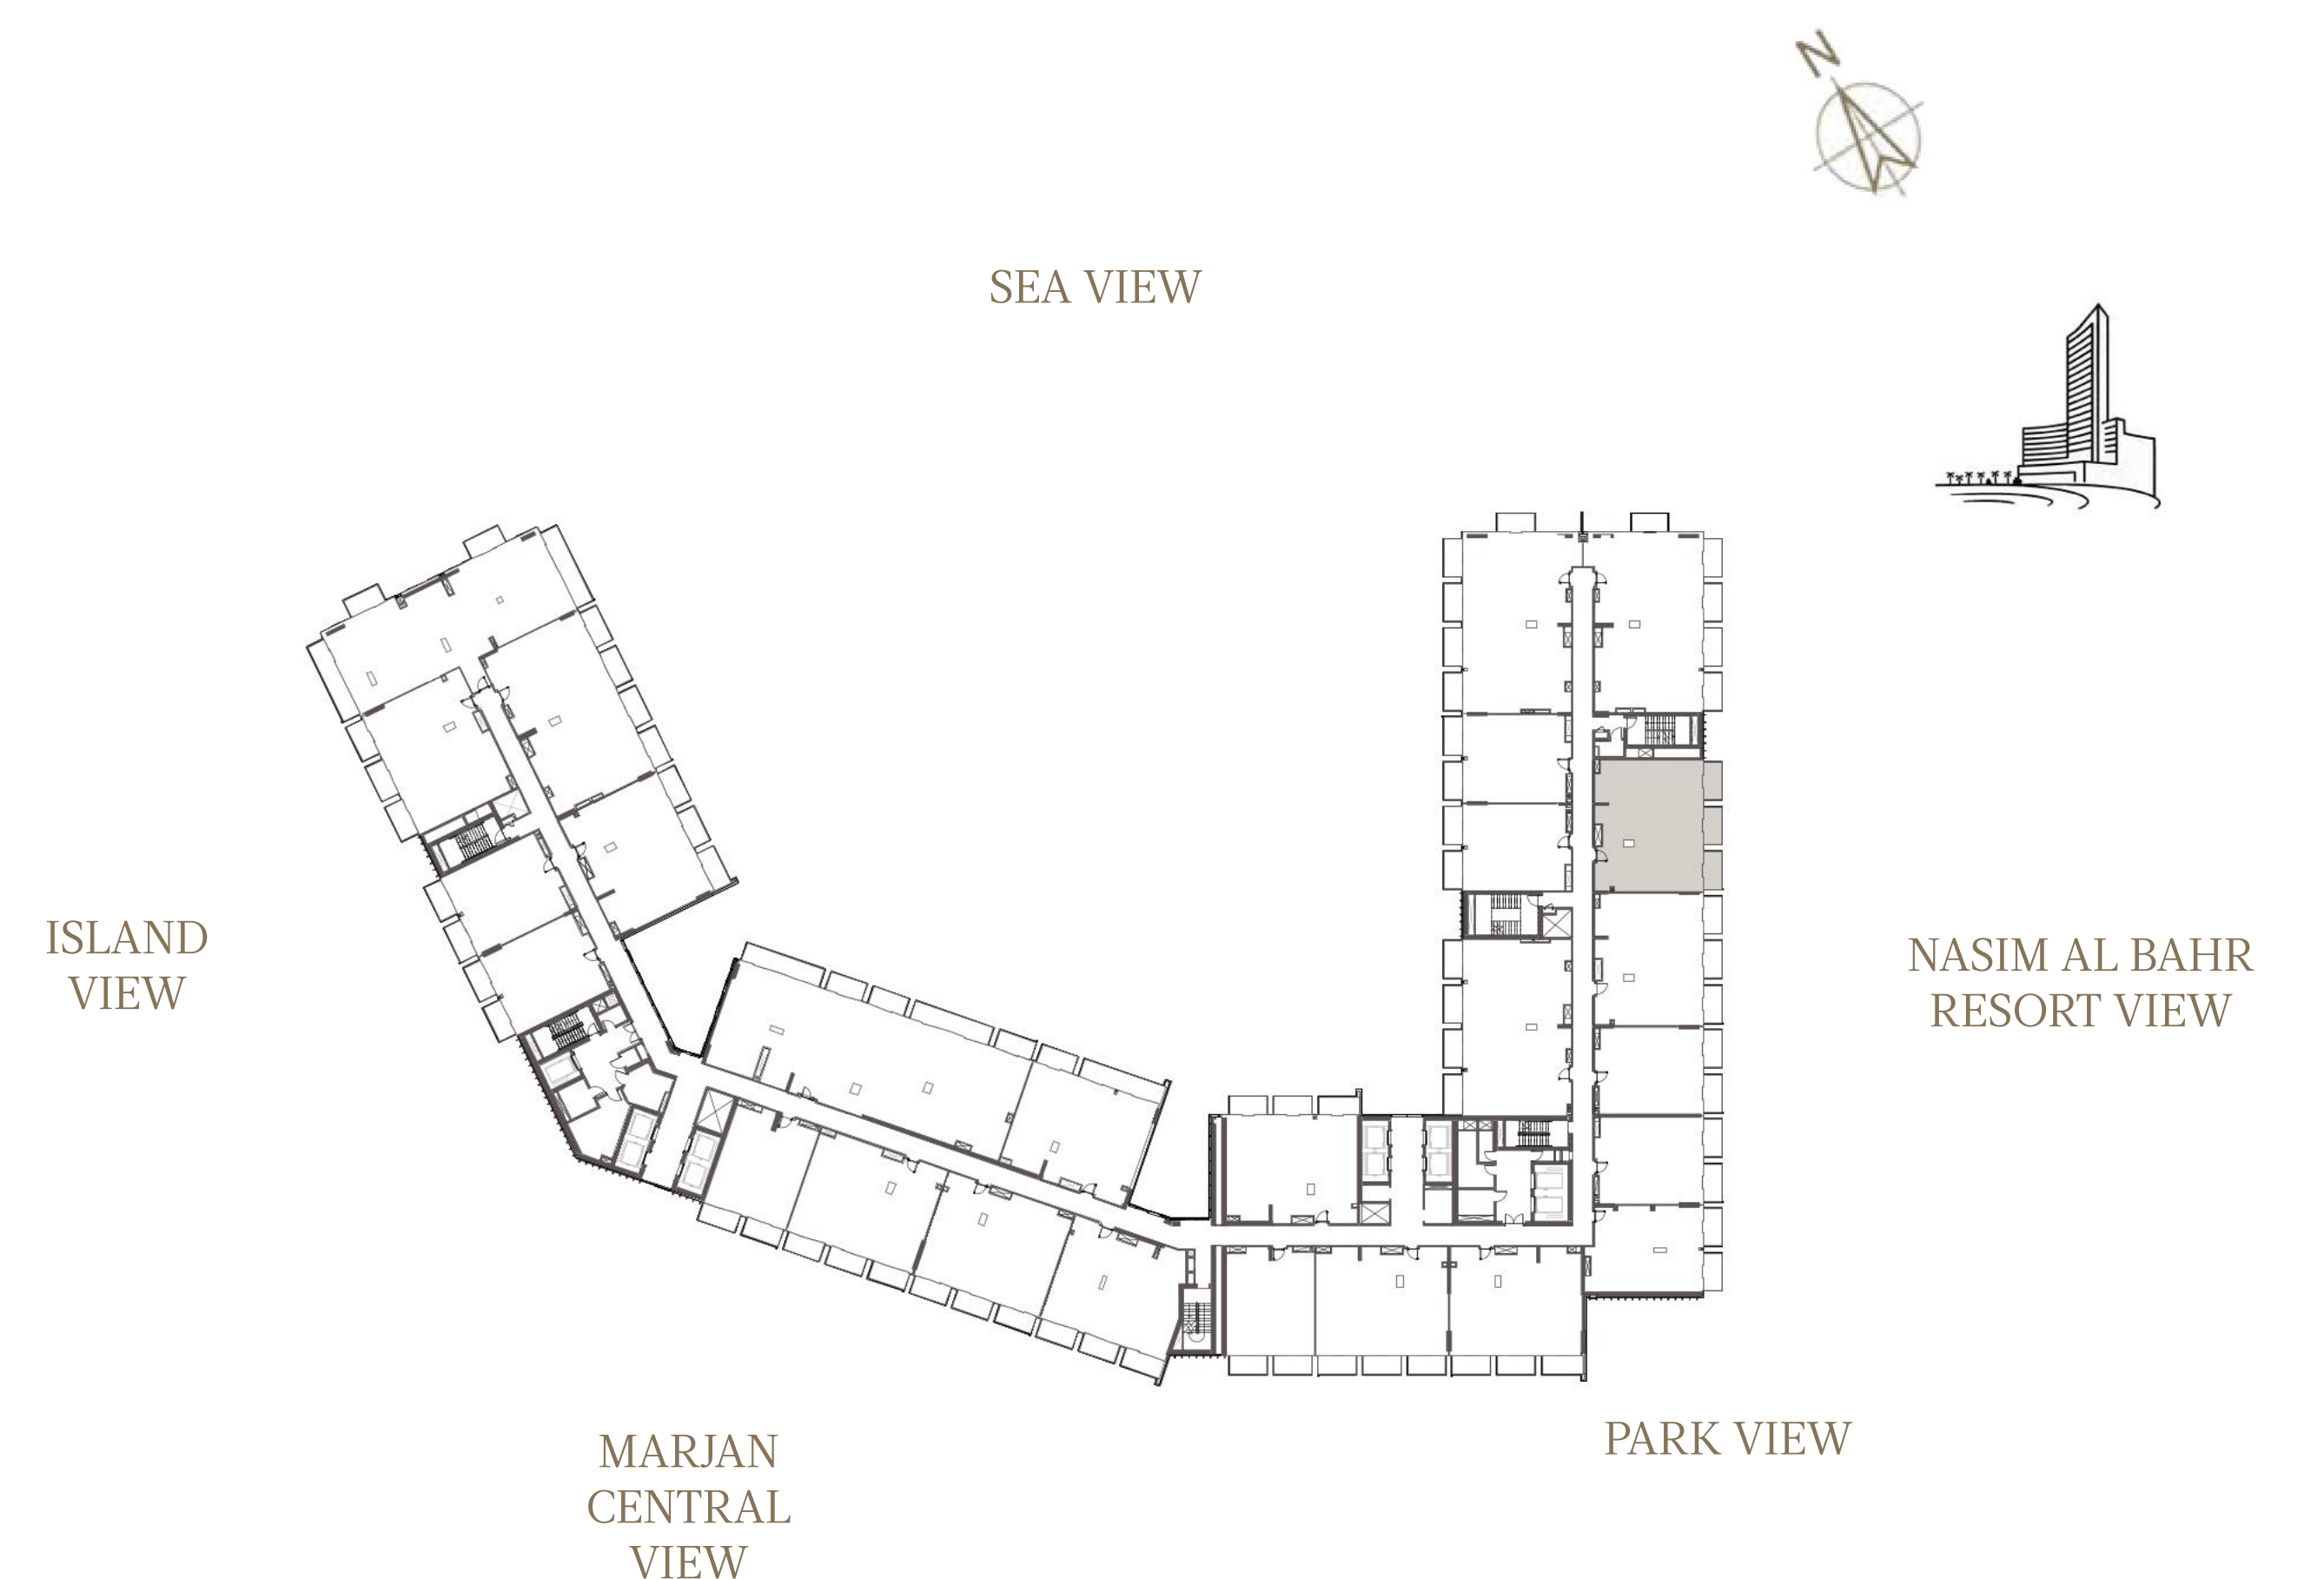 N
SEA VIEW
ISLAND
VIEW
NASIM AL BAHR
RESORT VIEW
PARK VIEW
MARJAN
CENTRAL
VIEW